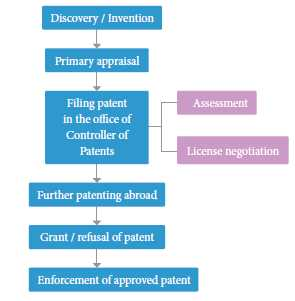 Discovery / Invention
Primary appraisal
Filing patent
in the office of
Controller of
Patents
Assessment
License negotiation
Further patenting abroad
Grant / refusal of patent
Enforcement of approved patent